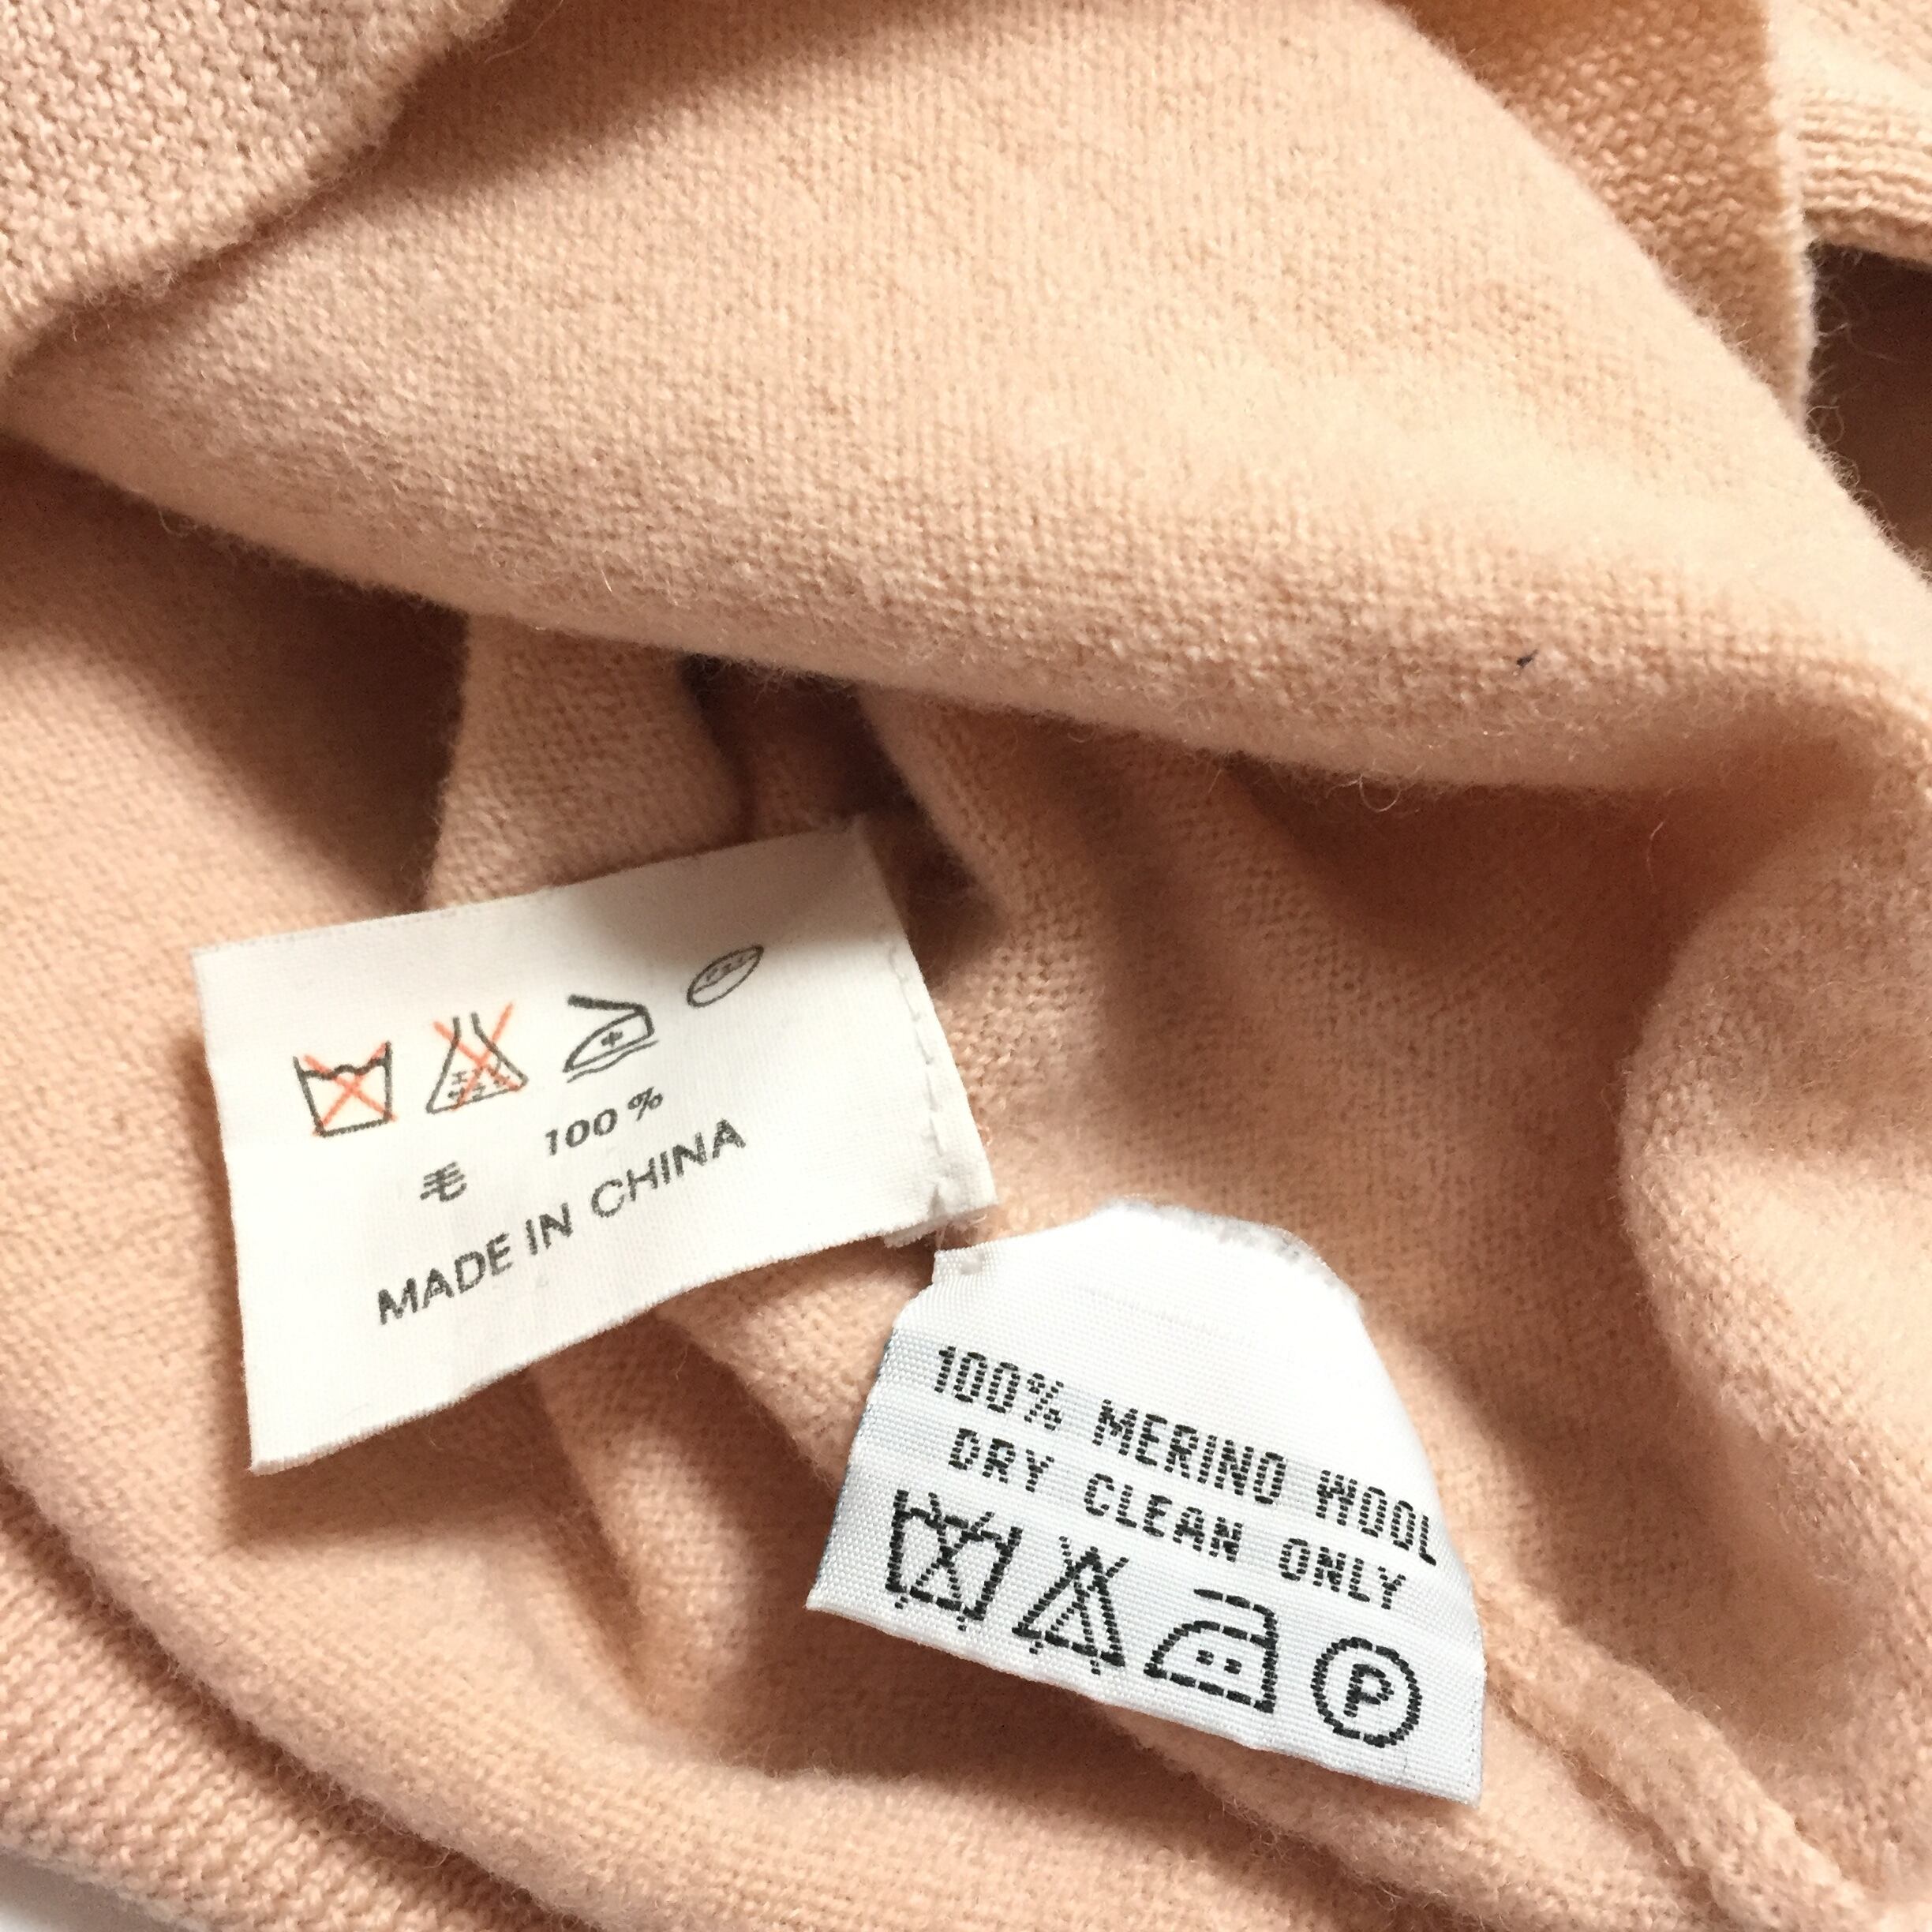 毛 100%
MADE IN CHINA
100% MERINO WOOL
DRY CLEAN ONLY
P